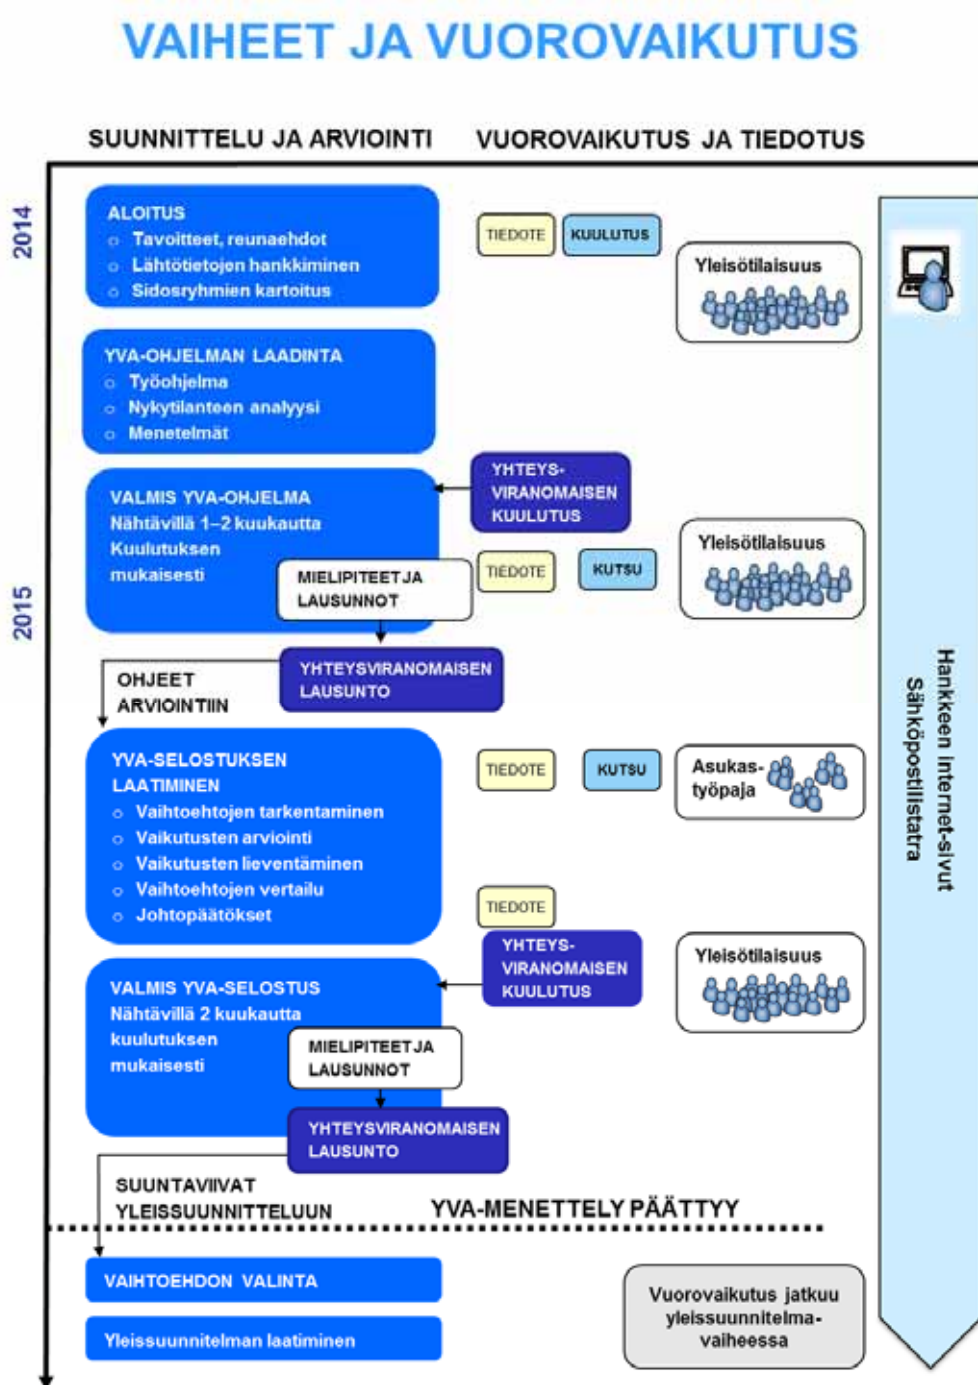 VAIHEET JA VUOROVAIKUTUS
SUUNNITTELU JA ARVIOINTI
VUOROVAIKUTUS JA TIEDOTUS
2014
ALOITUS
o Tavoitteet, reunaehdot
o Lähtötietojen hankkiminen
o Sidosryhmien kartoitus
TIEDOTE
KUULUTUS
Yleisötilaisuus
YVA-OHJELMAN LAADINTA
o Työohjelma
o Nykytilanteen analyysi
o Menetelmät
VALMIS YVA-OHJELMA
Nähtävillä 1–2 kuukautta
Kuulutuksen
mukaisesti
YHTEYS-
VIRANOMAISEN
KUULUTUS
MIELIPITEET JA
LAUSUNNOT
TIEDOTE
KUTSU
Yleisötilaisuus
2015
YHTEYSVIRANOMAISEN
LAUSUNTO
OHJEET
ARVIOINTIIN
YVA-SELOSTUKSEN
LAATIMINEN
o Vaihtoehtojen tarkentaminen
o Vaikutusten arviointi
o Vaikutusten lieventäminen
o Vaihtoehtojen vertailu
o Johtopäätökset
TIEDOTE
KUTSU
Asukas-
työpaja
TIEDOTE
YHTEYS-
VIRANOMAISEN
KUULUTUS
Yleisötilaisuus
VALMIS YVA-SELOSTUS
Nähtävillä 2 kuukautta
kuulutuksen
mukaisesti
MIELIPITEET JA
LAUSUNNOT
YHTEYSVIRANOMAISEN
LAUSUNTO
SUUNTAVIIVAT
YLEISSUUNNITTELUUN
YVA-MENETTELY PÄÄTTYY
VAIHTOEHDON VALINTA
Yleissuunnitelman laatiminen
Vuorovaikutus jatkuu
yleissuunnitelma-
vaiheessa
Hankkeen internet-sivut
Sähköpostilistatra